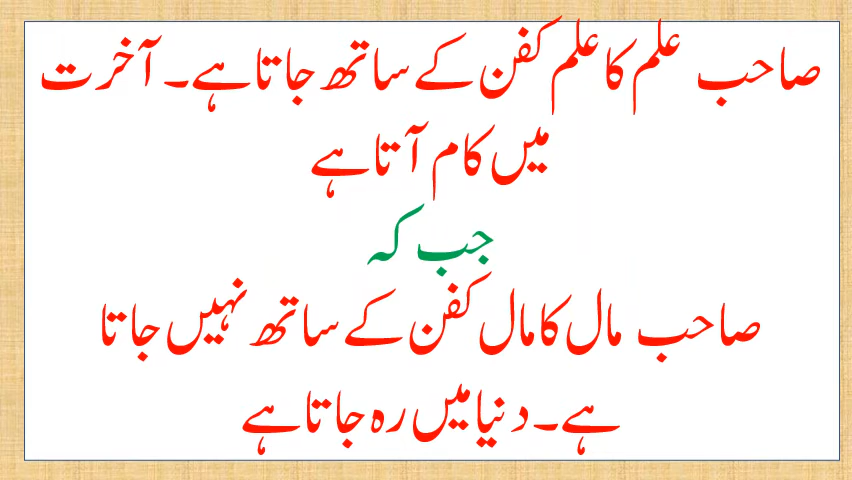 صاحب علم کا علم کفن کے ساتھ جاتا ہے۔ آخرت
میں کام آتا ہے
جب کہ
صاحب مال کا مال کفن کے ساتھ نہیں جاتا
ہے۔ دنیا میں رہ جاتا ہے